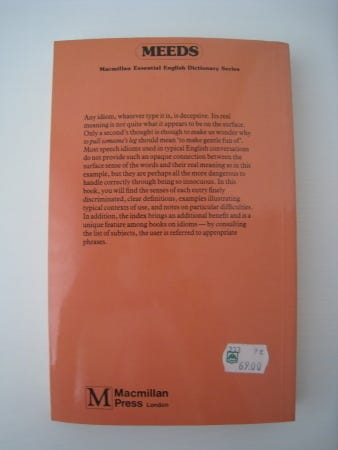 MEEDS
Macmillan Essential English Dictionary Series
Any idiom, whatever type it is, is deceptive. Its real
meaning is not quite what it appears to be on the surface.
Only a second's thought is enough to make us wonder why
to pull someone's leg should mean 'to make gentle fun of'.
Most speech idioms used in typical English conversations
do not provide such an opaque connection between the
surface sense of the words and their real meaning as in this
example, but they are perhaps all the more dangerous to
handle correctly through being so innocuous. In this
book, you will find the senses of each entry finely
discriminated, clear definitions, examples illustrating
typical contexts of use, and notes on particular difficulties.
In addition, the index brings an additional benefit and is a
unique feature among books on idioms — by consulting
the list of subjects, the user is referred to appropriate
phrases.
69.00
M Macmillan
Press London